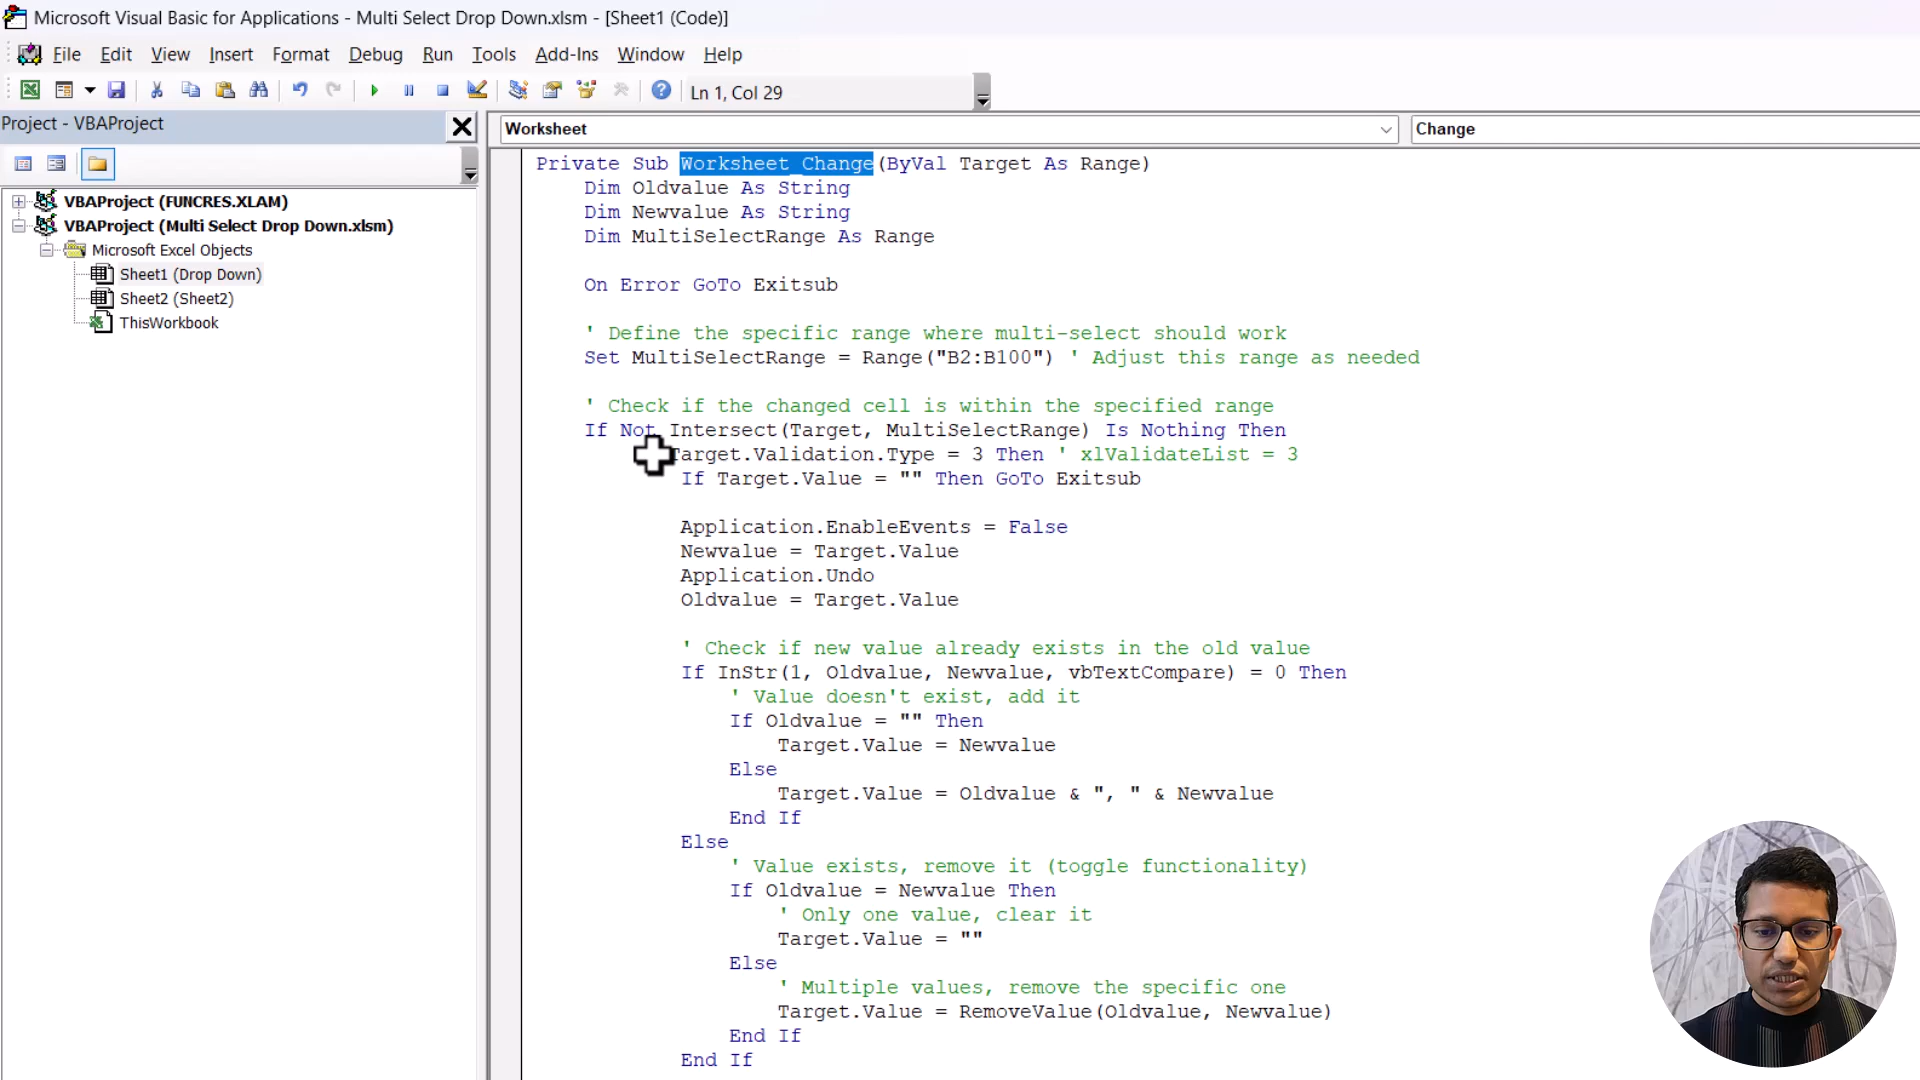 Microsoft Visual Basic for Applications - Multi Select Drop Down.xlsm - [Sheet1 (Code)]
File Edit View Insert Format Debug Run Tools Add-Ins Window Help
Ln 1, Col 29
Project - VBAProject
VBAProject (FUNCRES.XLAM)
VBAProject (Multi Select Drop Down.xlsm)
Microsoft Excel Objects
Sheet1 (Drop Down)
Sheet2 (Sheet2)
ThisWorkbook
Worksheet
Change
Private Sub Worksheet_Change(ByVal Target As Range)
Dim Oldvalue As String
Dim Newvalue As String
Dim MultiSelectRange As Range
On Error GoTo Exitsub
' Define the specific range where multi-select should work
Set MultiSelectRange = Range("B2:B100") ' Adjust this range as needed
' Check if the changed cell is within the specified range
If Not Intersect(Target, MultiSelectRange) Is Nothing Then
Target.Validation.Type = 3 Then ' xlValidateList = 3
If Target.Value = "" Then GoTo Exitsub
Application.EnableEvents = False
Newvalue = Target.Value
Application.Undo
Oldvalue = Target.Value
' Check if new value already exists in the old value
If InStr(1, Oldvalue, Newvalue, vbTextCompare) = 0 Then
' Value doesn't exist, add it
If Oldvalue = "" Then
Target.Value = Newvalue
Else
Target.Value = Oldvalue & ", " & Newvalue
End If
Else
' Value exists, remove it (toggle functionality)
If Oldvalue = Newvalue Then
' Only one value, clear it
Target.Value = ""
Else
' Multiple values, remove the specific one
Target.Value = RemoveValue(Oldvalue, Newvalue)
End If
End If